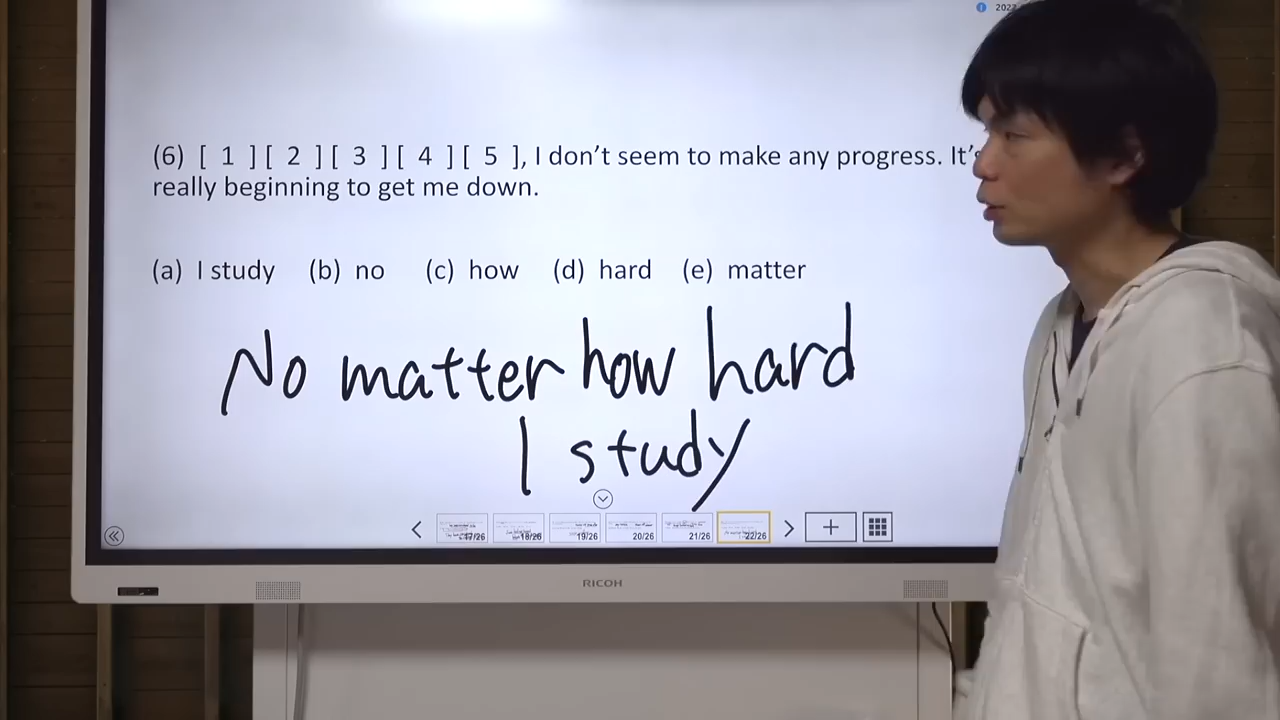 2022
(6) [ 1 ][ 2 ][ 3 ][ 4 ][ 5 ], I don't seem to make any progress. It's
really beginning to get me down.
(a) I study (b) no (c) how (d) hard (e) matter
No matter how hard
I study
17/26 18/26 19/26 20/26 21/26 22/26
RICOH